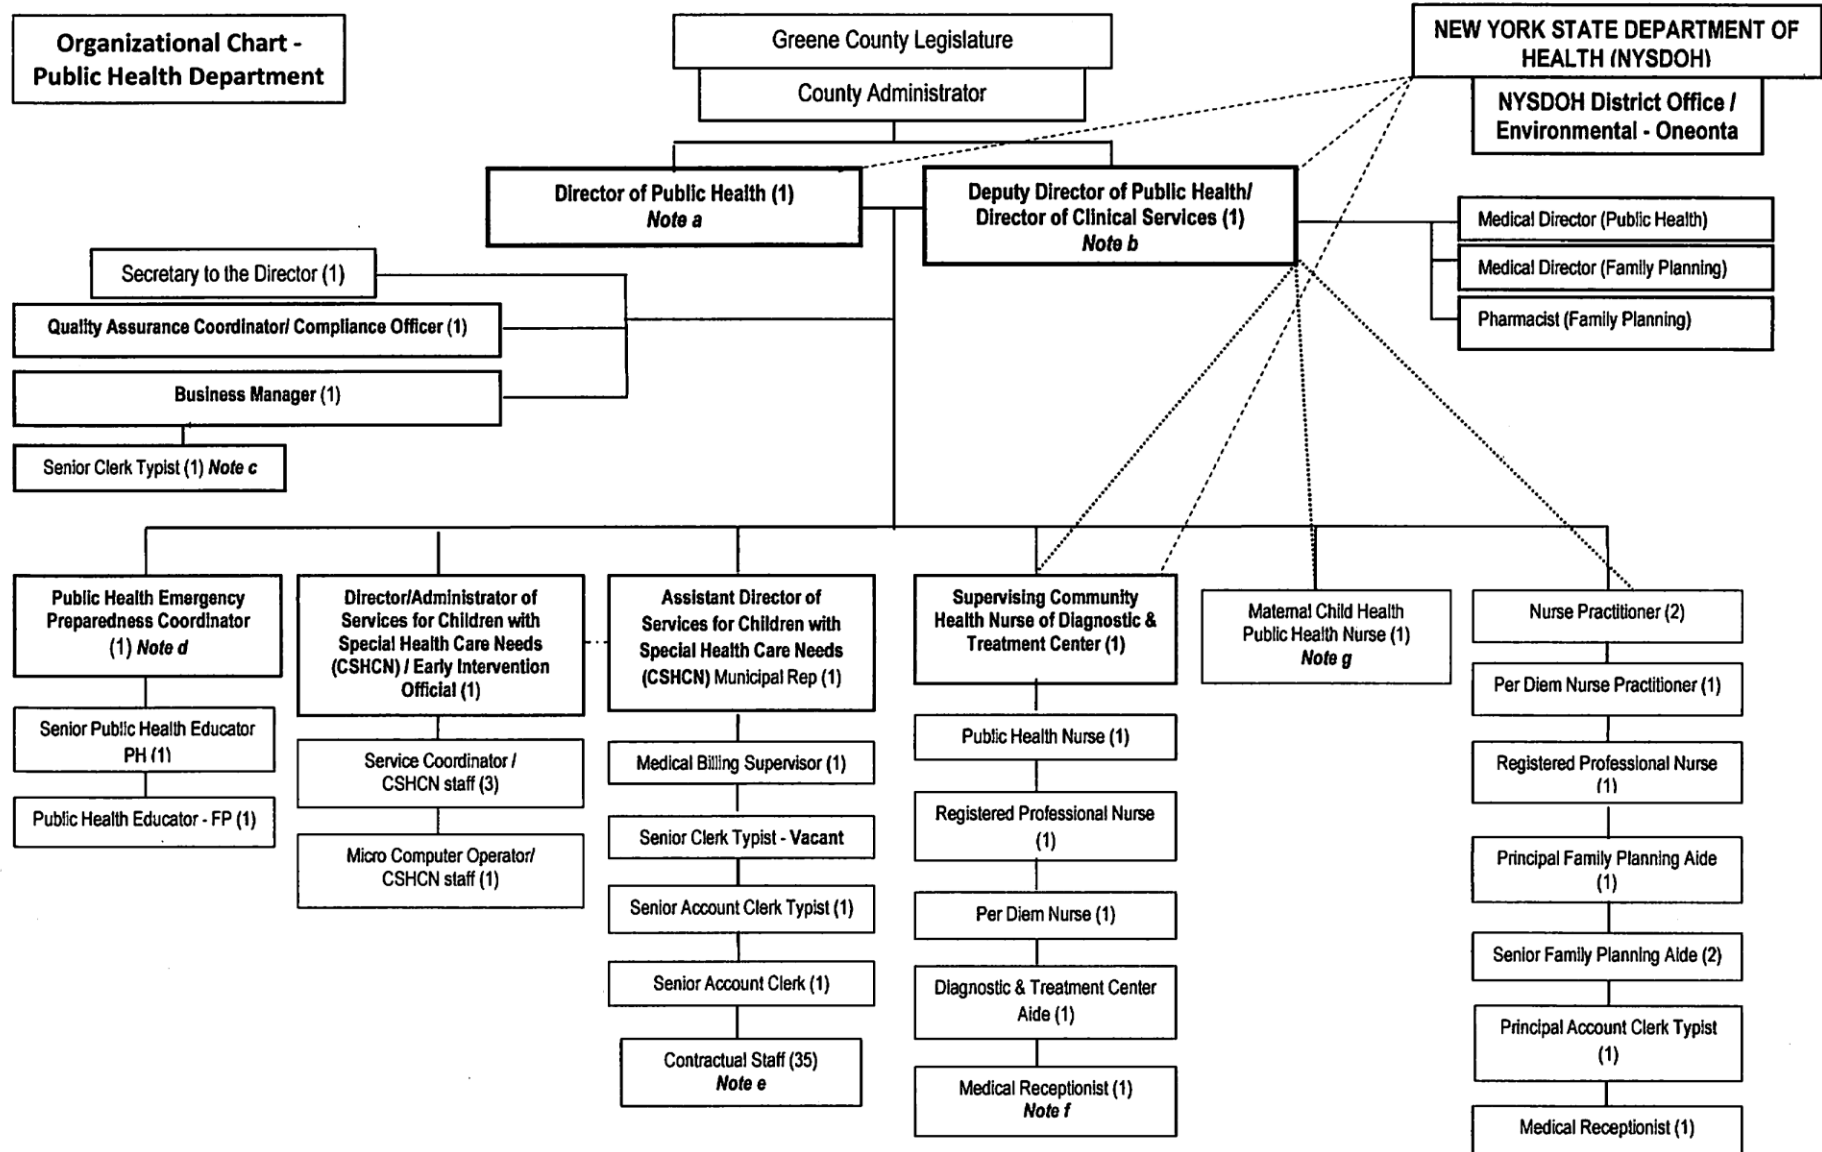 Organizational Chart -
Public Health Department
Greene County Legislature
County Administrator
NEW YORK STATE DEPARTMENT OF
HEALTH (NYSDOH)
NYSDOH District Office /
Environmental - Oneonta
Director of Public Health (1)
Note a
Deputy Director of Public Health/
Director of Clinical Services (1)
Note b
Medical Director (Public Health)
Medical Director (Family Planning)
Pharmacist (Family Planning)
Secretary to the Director (1)
Quality Assurance Coordinator/ Compliance Officer (1)
Business Manager (1)
Senior Clerk Typist (1) Note c
Public Health Emergency
Preparedness Coordinator
(1) Note d
Senior Public Health Educator
PH (1)
Public Health Educator - FP (1)
Director/Administrator of
Services for Children with
Special Health Care Needs
(CSHCN) / Early Intervention
Official (1)
Service Coordinator /
CSHCN staff (3)
Micro Computer Operator/
CSHCN staff (1)
Assistant Director of
Services for Children with
Special Health Care Needs
(CSHCN) Municipal Rep (1)
Medical Billing Supervisor (1)
Senior Clerk Typist - Vacant
Senior Account Clerk Typist (1)
Senior Account Clerk (1)
Contractual Staff (35)
Note e
Supervising Community
Health Nurse of Diagnostic &
Treatment Center (1)
Public Health Nurse (1)
Registered Professional Nurse
(1)
Per Diem Nurse (1)
Diagnostic & Treatment Center
Aide (1)
Medical Receptionist (1)
Note f
Maternal Child Health
Public Health Nurse (1)
Note g
Nurse Practitioner (2)
Per Diem Nurse Practitioner (1)
Registered Professional Nurse
(1)
Principal Family Planning Aide
(1)
Senior Family Planning Aide (2)
Principal Account Clerk Typist
(1)
Medical Receptionist (1)